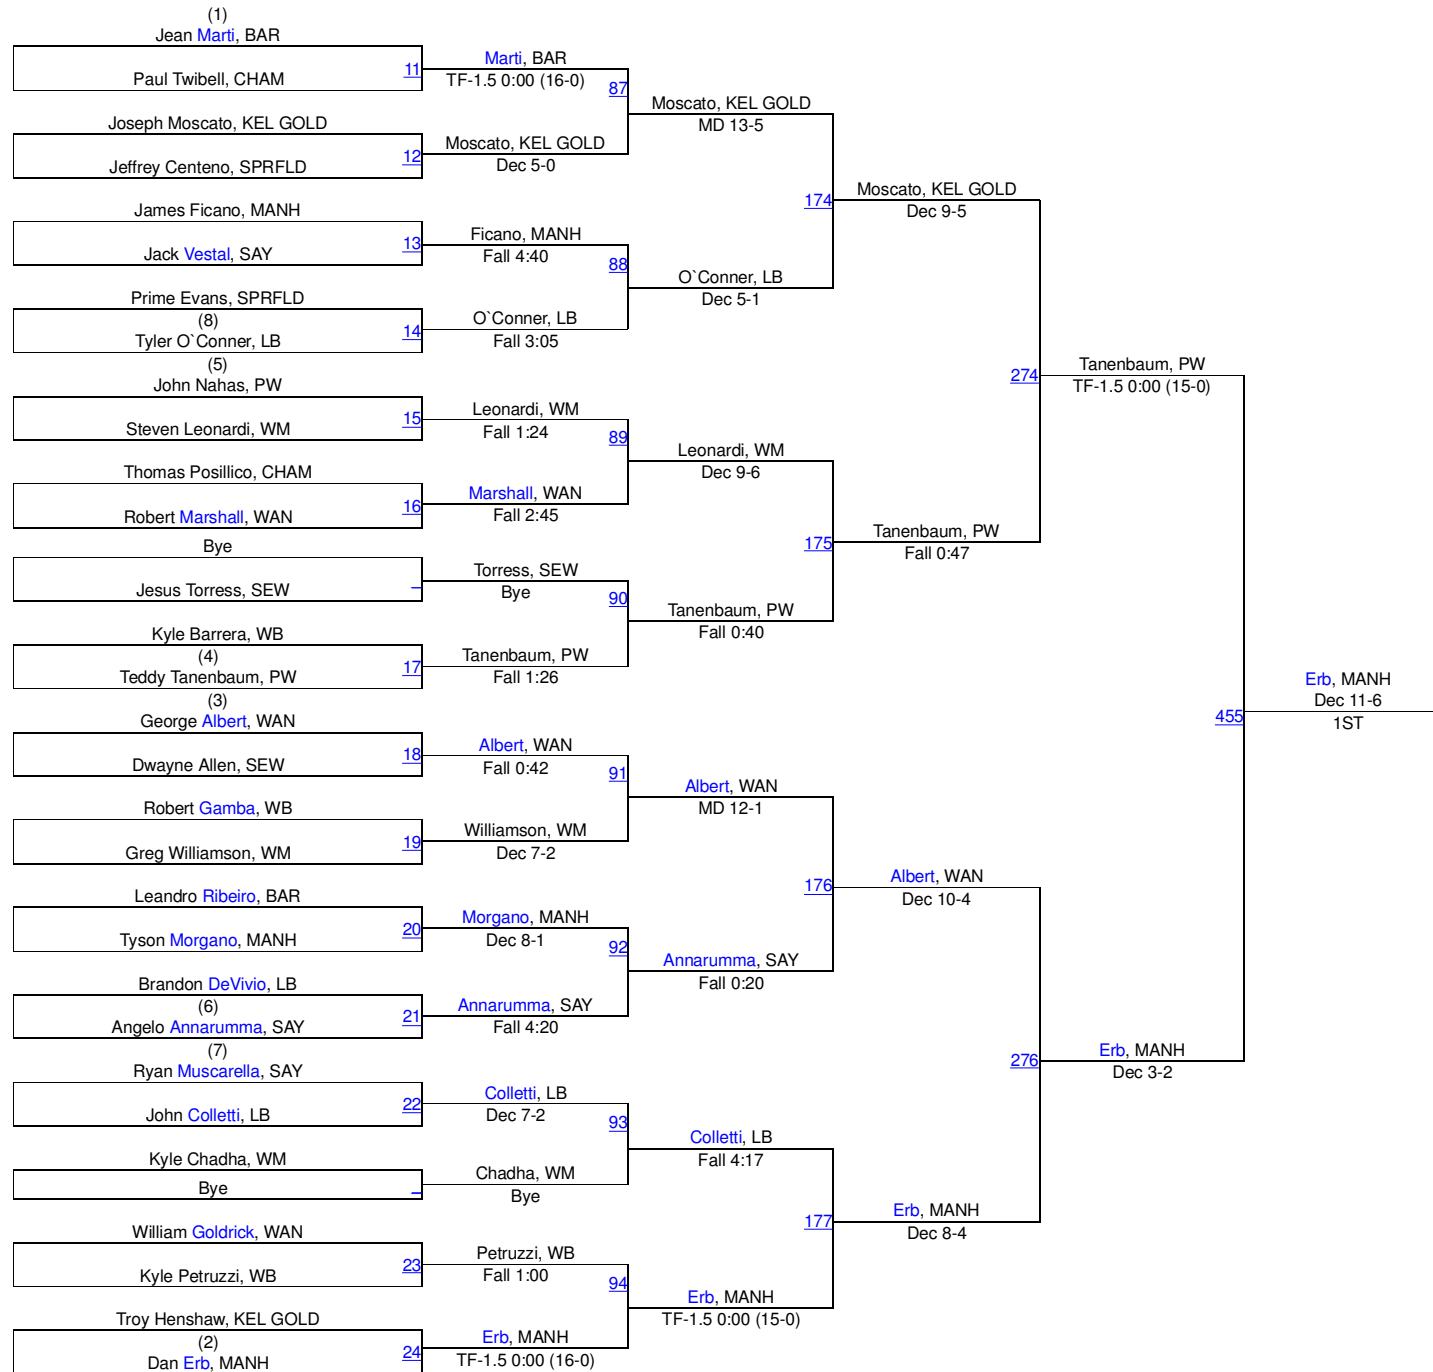 (1)
Jean Marti, BAR
11
Paul Twibell, CHAM
Joseph Moscato, KEL GOLD
12
Jeffrey Centeno, SPRFLD
James Ficano, MANH
13
Jack Vestal, SAY
Prime Evans, SPRFLD
(8)
14
Tyler O`Conner, LB
(5)
John Nahas, PW
15
Steven Leonardi, WM
Thomas Posillico, CHAM
16
Robert Marshall, WAN
Bye
Jesus Torress, SEW
Kyle Barrera, WB
(4)
17
Teddy Tanenbaum, PW
(3)
George Albert, WAN
18
Dwayne Allen, SEW
Robert Gamba, WB
19
Greg Williamson, WM
Leandro Ribeiro, BAR
20
Tyson Morgano, MANH
Brandon DeVivio, LB
(6)
21
Angelo Annarumma, SAY
(7)
Ryan Muscarella, SAY
22
John Colletti, LB
Kyle Chadha, WM
Bye
William Goldrick, WAN
23
Kyle Petruzzi, WB
Troy Henshaw, KEL GOLD
(2)
24
Dan Erb, MANH
Marti, BAR
TF-1.5 0:00 (16-0)
87
Moscato, KEL GOLD
Dec 5-0
Ficano, MANH
Fall 4:40
88
O`Conner, LB
Fall 3:05
Leonardi, WM
Fall 1:24
89
Marshall, WAN
Fall 2:45
Torress, SEW
Bye
90
Tanenbaum, PW
Fall 1:26
Albert, WAN
Fall 0:42
91
Williamson, WM
Dec 7-2
Morgano, MANH
Dec 8-1
92
Annarumma, SAY
Fall 4:20
Colletti, LB
Dec 7-2
93
Chadha, WM
Bye
Petruzzi, WB
Fall 1:00
94
Erb, MANH
TF-1.5 0:00 (16-0)
Moscato, KEL GOLD
MD 13-5
174
O`Conner, LB
Dec 5-1
Leonardi, WM
Dec 9-6
175
Tanenbaum, PW
Fall 0:40
Albert, WAN
MD 12-1
176
Annarumma, SAY
Fall 0:20
Colletti, LB
Fall 4:17
177
Erb, MANH
TF-1.5 0:00 (15-0)
Moscato, KEL GOLD
Dec 9-5
274
Tanenbaum, PW
Fall 0:47
Albert, WAN
Dec 10-4
276
Erb, MANH
Dec 8-4
Tanenbaum, PW
TF-1.5 0:00 (15-0)
455
Erb, MANH
Dec 3-2
Erb, MANH
Dec 11-6
1ST